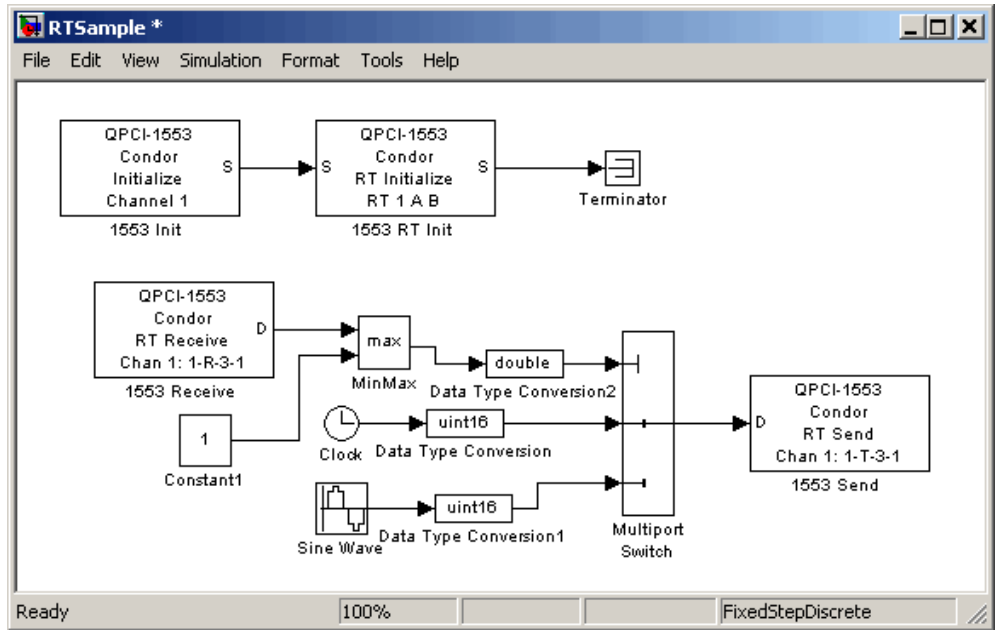 RTSample *
File Edit View Simulation Format Tools Help
QPCI-1553
Condor
Initialize
Channel 1
S
1553 Init
S
QPCI-1553
Condor
RT Initialize
RT 1 A B
S
1553 RT Init
Terminator
QPCI-1553
Condor
RT Receive
Chan 1: 1-R-3-1
D
1553 Receive
max
MinMax
double
Data Type Conversion2
1
Constant1
Clock
uint16
Data Type Conversion
Sine Wave
uint16
Data Type Conversion1
Multiport
Switch
D
QPCI-1553
Condor
RT Send
Chan 1: 1-T-3-1
1553 Send
Ready 100% FixedStepDiscrete